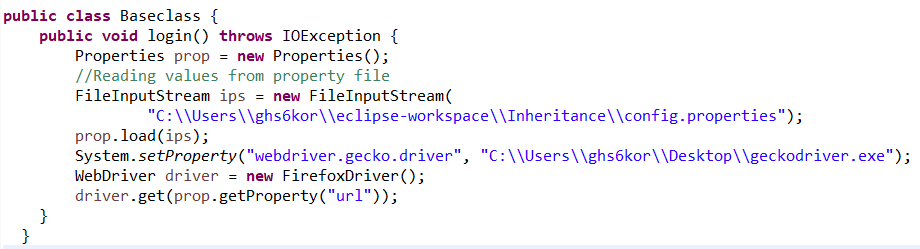 public class Baseclass {
public void login() throws IOException {
Properties prop = new Properties();
//Reading values from property file
FileInputStream ips = new FileInputStream(
"C:\\Users\\ghs6kor\\eclipse-workspace\\Inheritance\\config.properties");
prop.load(ips);
System.setProperty("webdriver.gecko.driver", "C:\\Users\\ghs6kor\\Desktop\\geckodriver.exe");
WebDriver driver = new FirefoxDriver();
driver.get(prop.getProperty("url"));
}
}